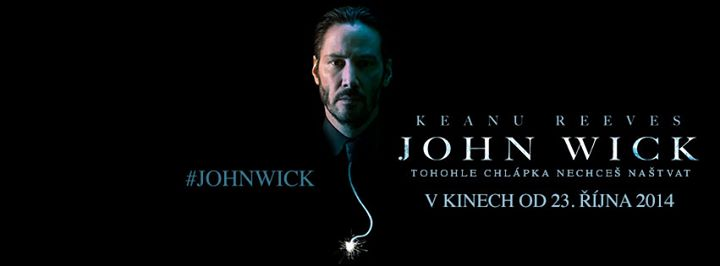 #JOHNWICK
KEANU REEVES
JOHN WICK
TOHOHLE CHLÁPKA NECHCEŠ NAŠTVAT
V KINECH OD 23. ŘÍJNA 2014